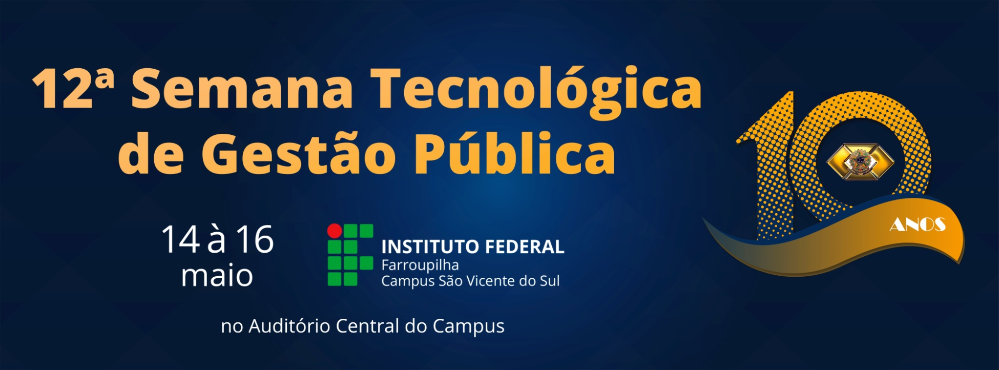 12ª Semana Tecnológica
de Gestão Pública
14 à 16
maio
INSTITUTO FEDERAL
Farroupilha
Campus São Vicente do Sul
no Auditório Central do Campus
10
ANOS